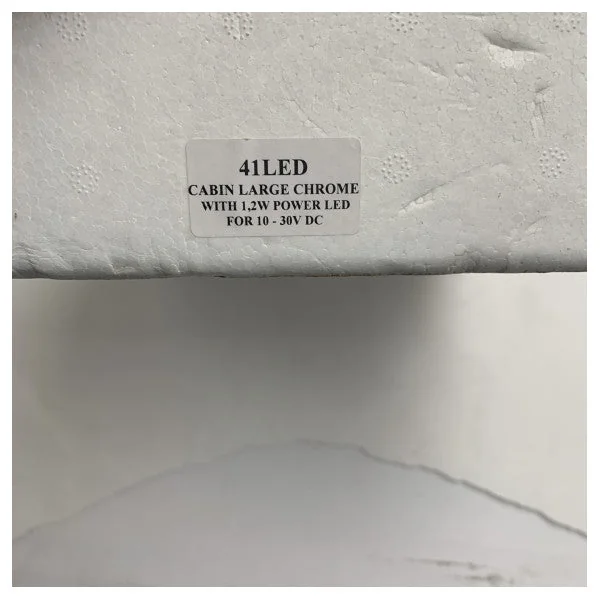 41LED
CABIN LARGE CHROME
WITH 1,2W POWER LED
FOR 10 - 30V DC